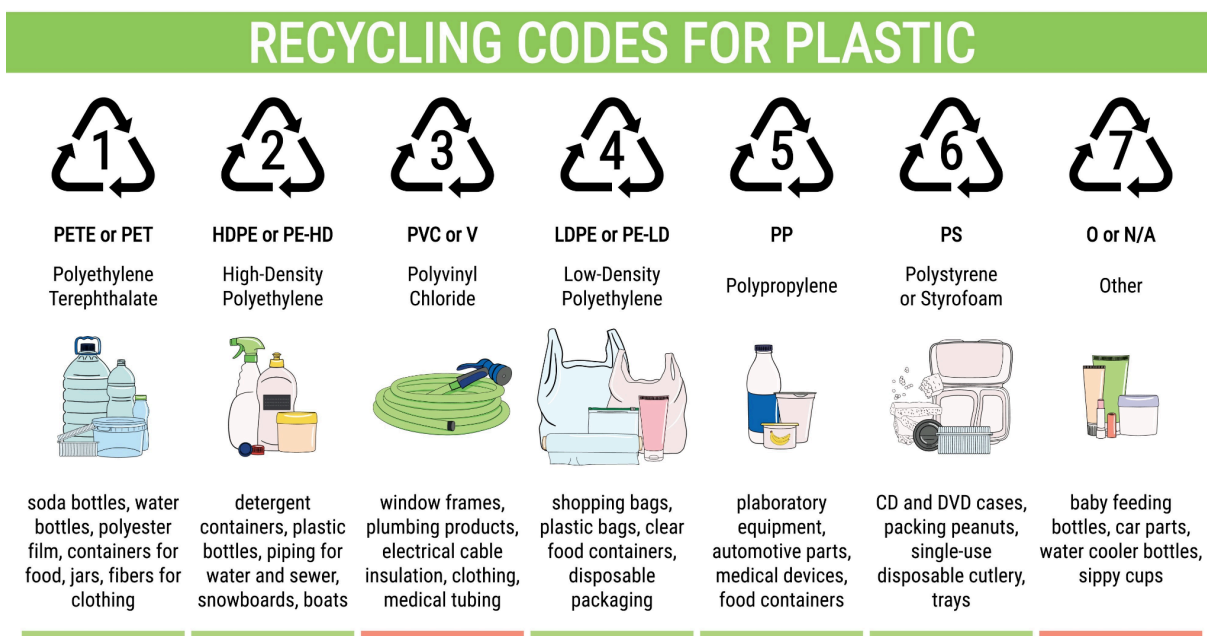 RECYCLING CODES FOR PLASTIC
1
2
3
4
5
6
7
PETE or PET
HDPE or PE-HD
PVC or V
LDPE or PE-LD
PP
PS
O or N/A
Polyethylene
Terephthalate
High-Density
Polyethylene
Polyvinyl
Chloride
Low-Density
Polyethylene
Polypropylene
Polystyrene
or Styrofoam
Other
soda bottles, water
bottles, polyester
film, containers for
food, jars, fibers for
clothing
detergent
containers, plastic
bottles, piping for
water and sewer,
snowboards, boats
window frames,
plumbing products,
electrical cable
insulation, clothing,
medical tubing
shopping bags,
plastic bags, clear
food containers,
disposable
packaging
plaboratory
equipment,
automotive parts,
medical devices,
food containers
CD and DVD cases,
packing peanuts,
single-use
disposable cutlery,
trays
baby feeding
bottles, car parts,
water cooler bottles,
sippy cups